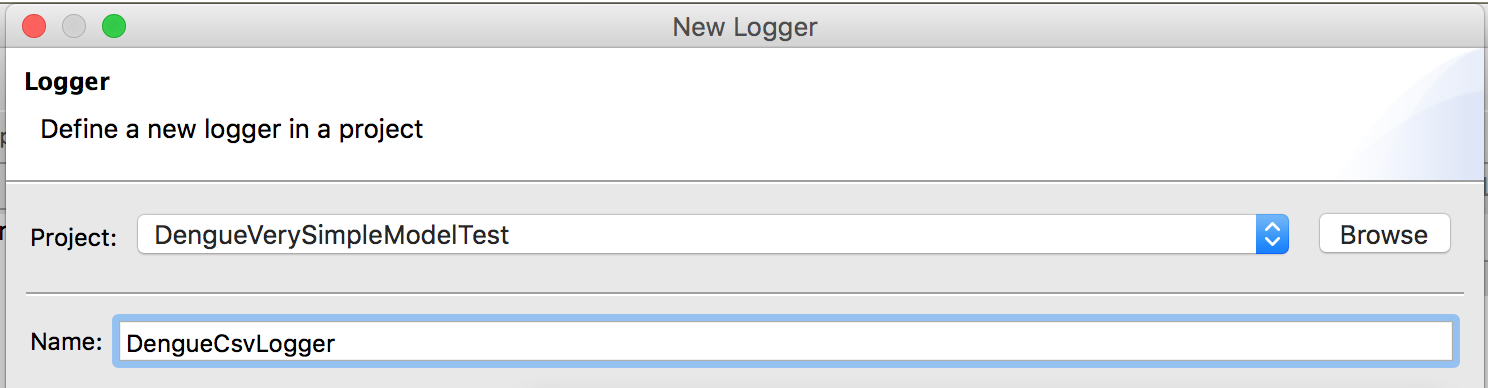 New Logger
Logger
Define a new logger in a project
Project: DengueVerySimpleModelTest Browse
Name: DengueCsvLogger